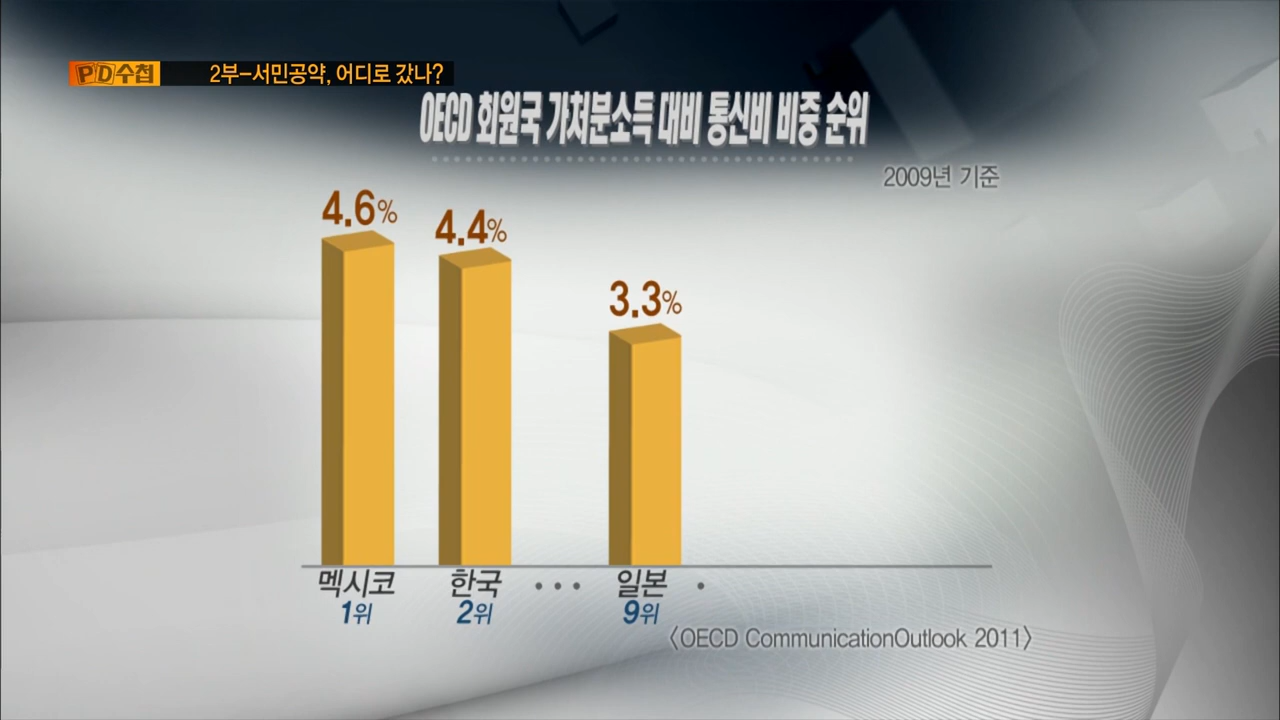 PD수첩
2부-서민공약, 어디로 갔나?
OECD 회원국 가처분소득 대비 통신비 비중 순위
2009년 기준
4.6%
4.4%
3.3%
멕시코 한국 ··· 일본 ·
1위 2위 9위
〈OECD CommunicationOutlook 2011〉